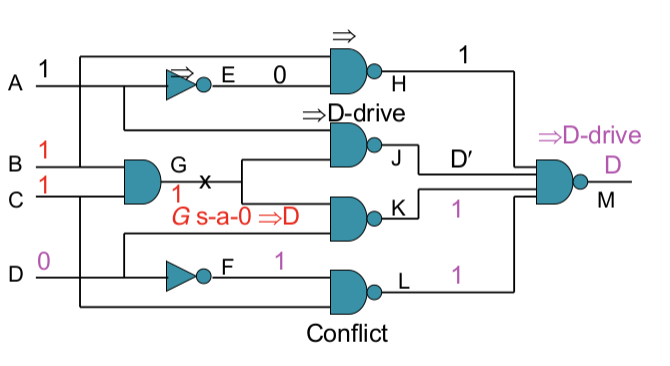 ⇒
A 1 ⇒ E 0 H 1
⇒D-drive
⇒D-drive
B 1 G x J D′ D
C 1 1 M
G s-a-0 ⇒D K 1
D 0 F 1 L 1
Conflict